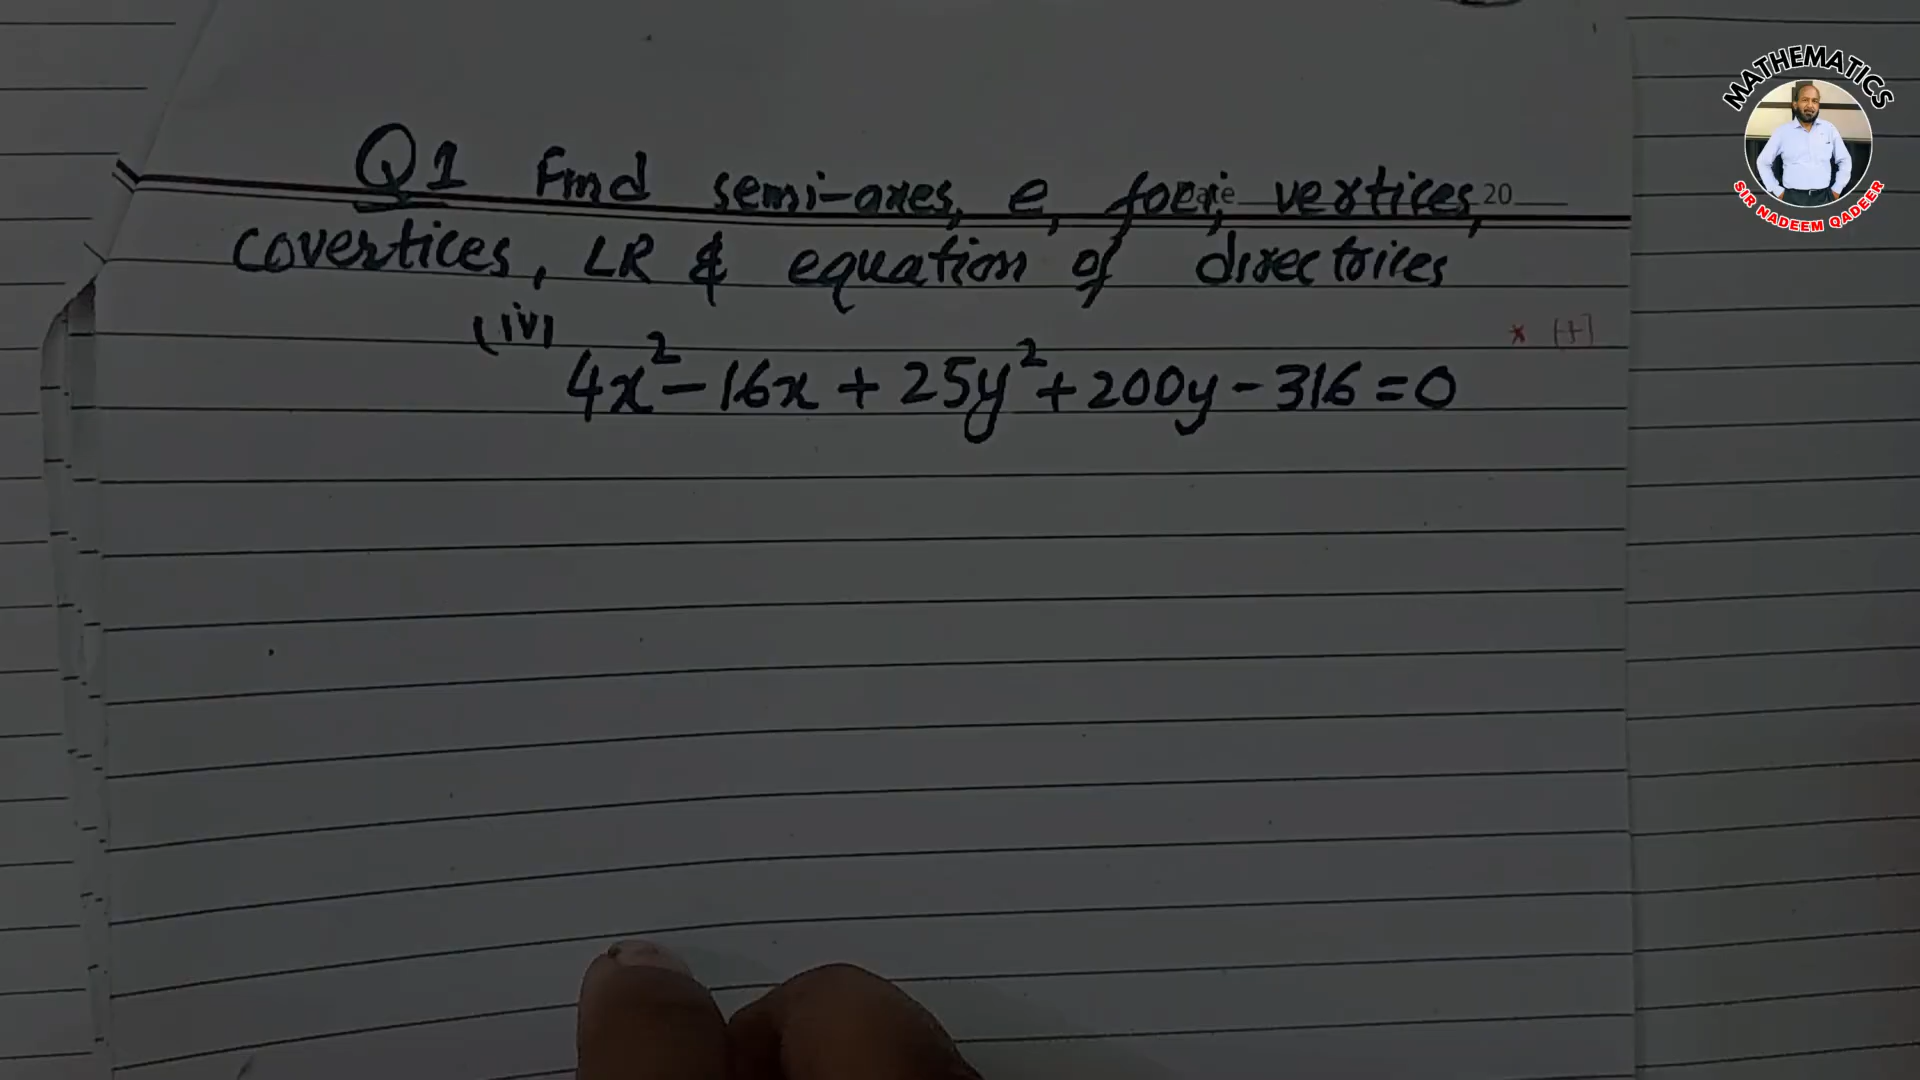 MATHEMATICS
SIR NADEEM QADEER
Q1 Find semi-axes, e, foci, vertices, 20
covertices, LR & equation of directrices
(iv)
4x² - 16x + 25y² + 200y - 316 = 0